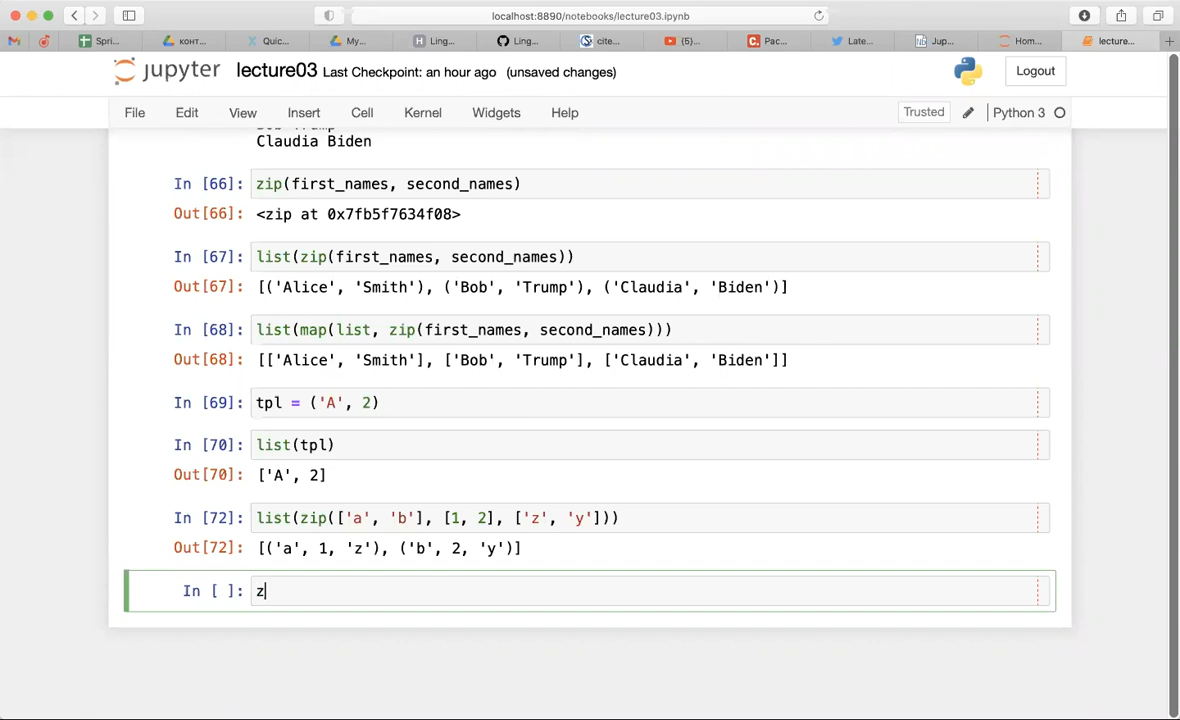 localhost:8890/notebooks/lecture03.ipynb
Spri...
конт...
Quic...
My...
Ling...
Ling...
cite...
(5)...
Pac...
Late...
Jup...
Hom...
lecture...
jupyter lecture03 Last Checkpoint: an hour ago (unsaved changes)
Logout
File Edit View Insert Cell Kernel Widgets Help
Trusted
Python 3
Claudia Biden
In [66]: zip(first_names, second_names)
Out[66]: <zip at 0x7fb5f7634f08>
In [67]: list(zip(first_names, second_names))
Out[67]: [('Alice', 'Smith'), ('Bob', 'Trump'), ('Claudia', 'Biden')]
In [68]: list(map(list, zip(first_names, second_names)))
Out[68]: [['Alice', 'Smith'], ['Bob', 'Trump'], ['Claudia', 'Biden']]
In [69]: tpl = ('A', 2)
In [70]: list(tpl)
Out[70]: ['A', 2]
In [72]: list(zip(['a', 'b'], [1, 2], ['z', 'y']))
Out[72]: [('a', 1, 'z'), ('b', 2, 'y')]
In [ ]: z